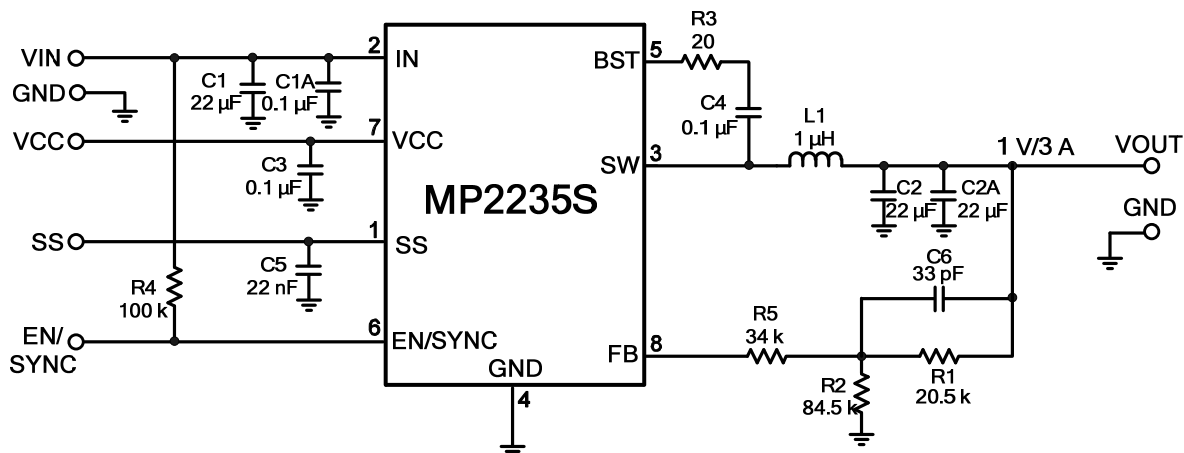 VIN
GND
VCC
SS
EN/
SYNC
R4
100 k
C1
22 µF
C1A
0.1 µF
C3
0.1 µF
C5
22 nF
2
7
1
6
IN
VCC
SS
EN/SYNC
MP2235S
GND
4
BST
SW
FB
5
3
8
R3
20
C4
0.1 µF
L1
1 µH
C2
22 µF
C2A
22 µF
1 V/3 A
VOUT
GND
C6
33 pF
R5
34 k
R2
84.5 k
R1
20.5 k